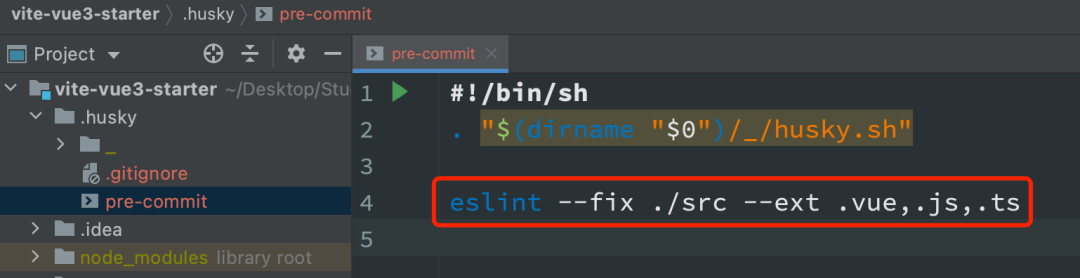 vite-vue3-starter 〉 .husky 〉 pre-commit
Project
pre-commit ×
vite-vue3-starter ~/Desktop/Stu
.husky
_
.gitignore
pre-commit
.idea
node_modules library root
1 #!/bin/sh
2 . "$(dirname "$0")/_/husky.sh"
3
4 eslint --fix ./src --ext .vue,.js,.ts
5